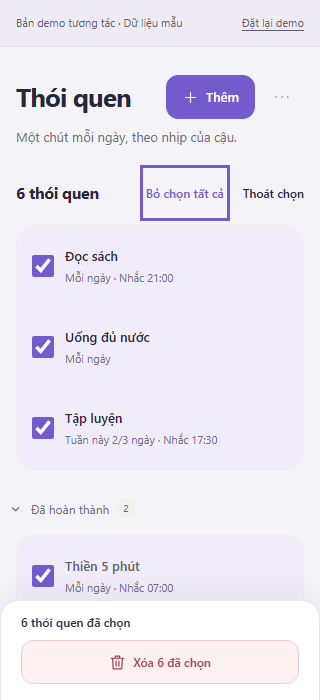 Bản demo tương tác · Dữ liệu mẫu
Đặt lại demo
Thói quen
+ Thêm
...
Một chút mỗi ngày, theo nhịp của cậu.
6 thói quen
Bỏ chọn tất cả
Thoát chọn
Đọc sách
Mỗi ngày · Nhắc 21:00
Uống đủ nước
Mỗi ngày
Tập luyện
Tuần này 2/3 ngày · Nhắc 17:30
Đã hoàn thành 2
Thiền 5 phút
Mỗi ngày · Nhắc 07:00
6 thói quen đã chọn
Xóa 6 đã chọn